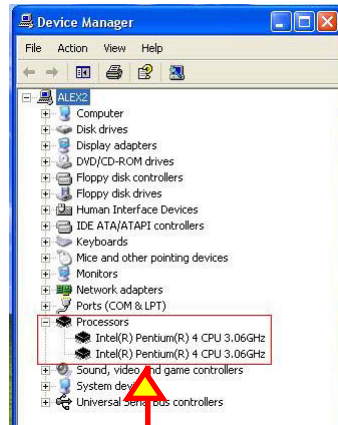 Device Manager
File Action View Help
ALEX2
Computer
Disk drives
Display adapters
DVD/CD-ROM drives
Floppy disk controllers
Floppy disk drives
Human Interface Devices
IDE ATA/ATAPI controllers
Keyboards
Mice and other pointing devices
Monitors
Network adapters
Ports (COM & LPT)
Processors
Intel(R) Pentium(R) 4 CPU 3.06GHz
Intel(R) Pentium(R) 4 CPU 3.06GHz
Sound, video and game controllers
System devices
Universal Serial Bus controllers